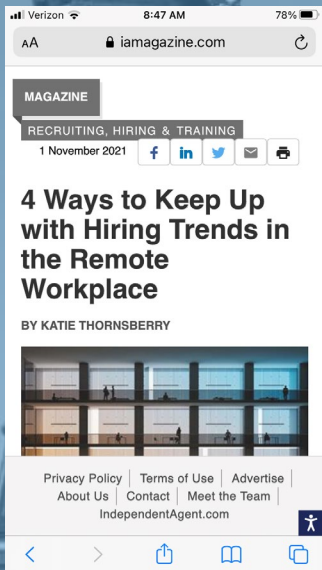 Verizon 8:47 AM 78%
AA iamagazine.com
MAGAZINE
RECRUITING, HIRING & TRAINING
1 November 2021 f in
4 Ways to Keep Up
with Hiring Trends in
the Remote
Workplace
BY KATIE THORNSBERRY
Privacy Policy | Terms of Use | Advertise |
About Us | Contact | Meet the Team |
IndependentAgent.com